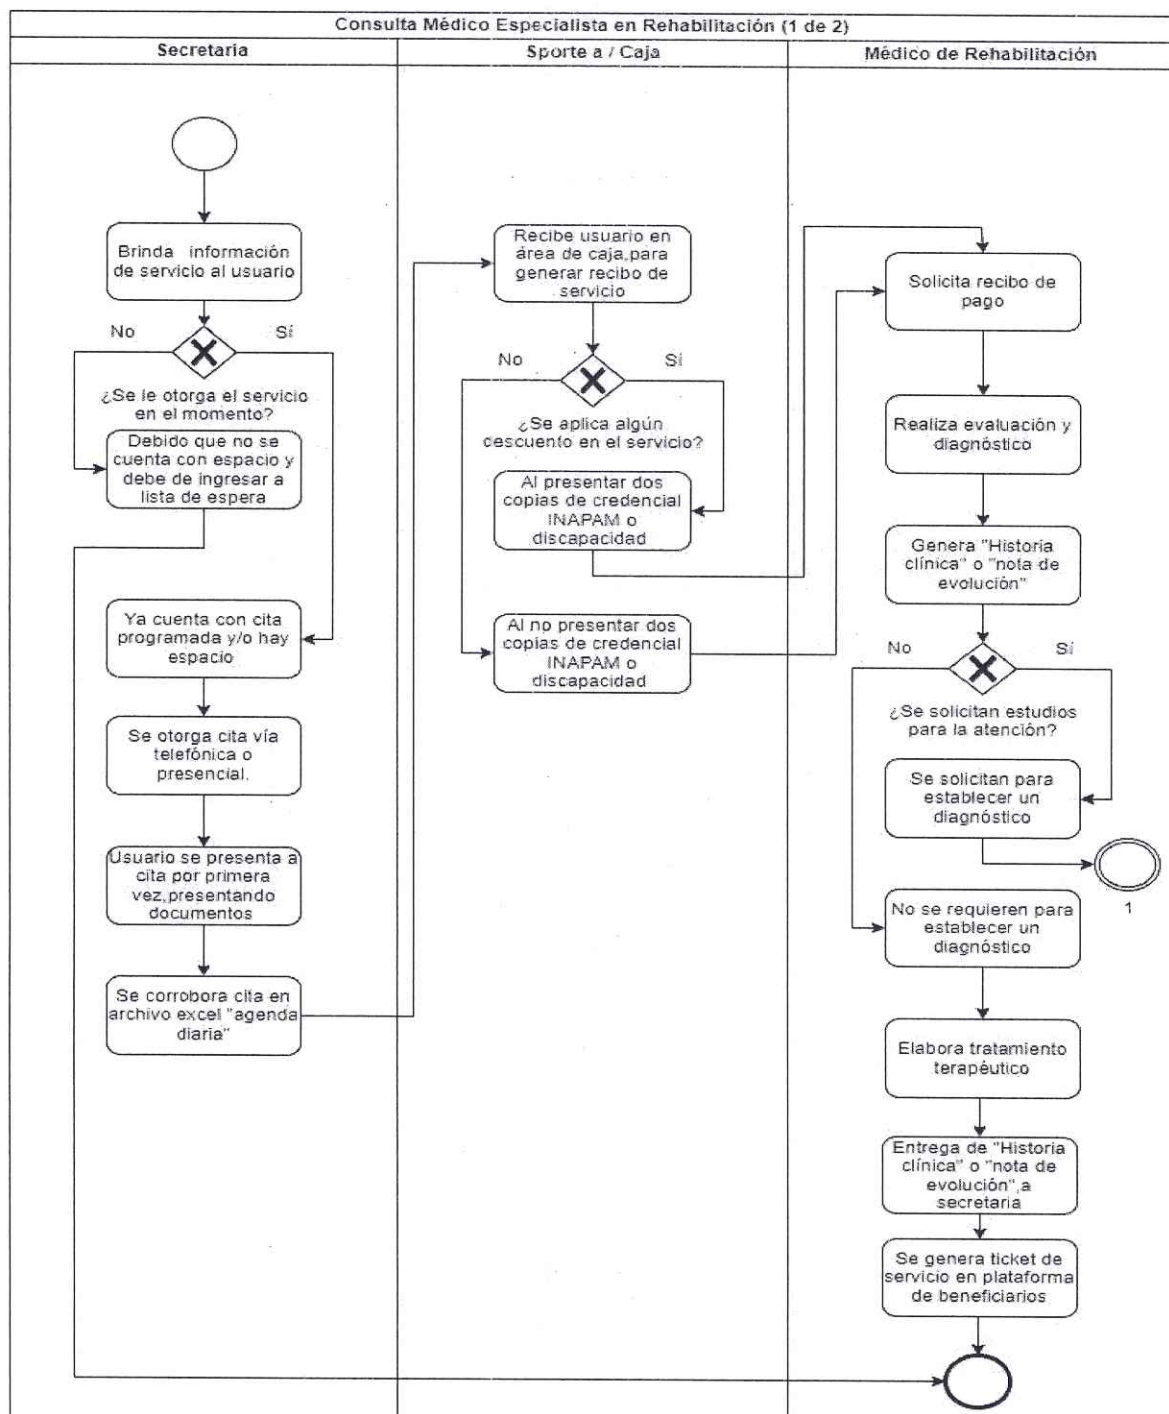 Consulta Médico Especialista en Rehabilitación (1 de 2)
Secretaria
Sporte a / Caja
Médico de Rehabilitación
Brinda información
de servicio al usuario
No
Sí
¿Se le otorga el servicio
en el momento?
Debido que no se
cuenta con espacio y
debe de ingresar a
lista de espera
Ya cuenta con cita
programada y/o hay
espacio
Se otorga cita vía
telefónica o
presencial.
Usuario se presenta a
cita por primera
vez,presentando
documentos
Se corrobora cita en
archivo excel "agenda
diaria"
Recibe usuario en
área de caja,para
generar recibo de
servicio
No
Sí
¿Se aplica algún
cescuento en el servicio?
Al presentar dos
copias de credencial
INAPAM o
discapacidad
Al no presentar dos
copias de credencial
INAPAM o
discapacidad
Solicita recibo de
pago
Realiza evaluación y
diagnóstico
Genera "Historia
clínica" o "nota de
evolución"
No
Sí
¿Se solicitan estudios
para la atención?
Se solicitan para
establecer un
diagnóstico
1
No se requieren para
establecer un
diagnóstico
Elabora tratamiento
terapéutico
Entrega de "Historia
clínica" o "nota de
evolución",a
secretaria
Se genera ticket de
servicio en plataforma
de beneficiarios